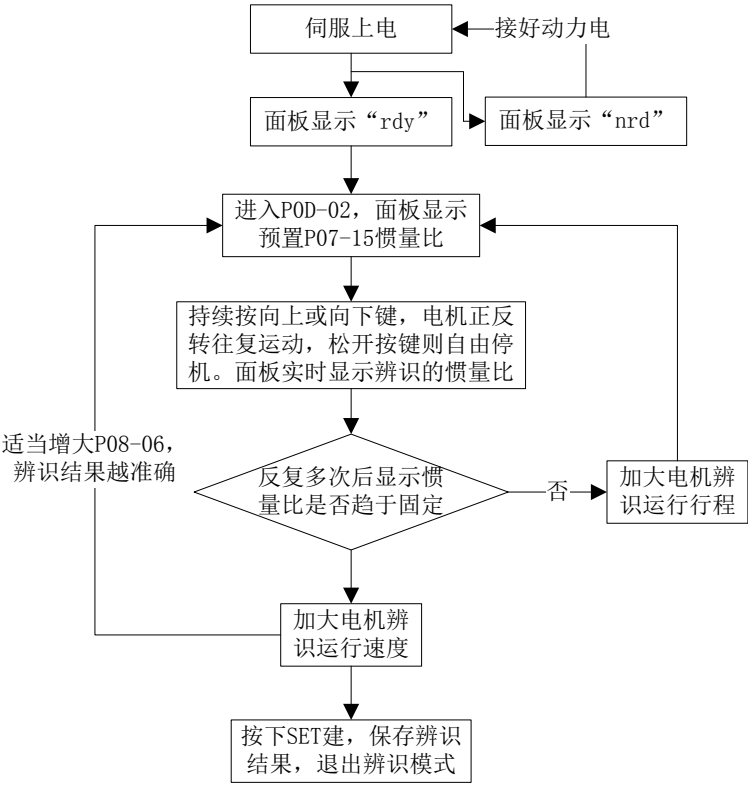 伺服上电
接好动力电
面板显示“rdy”
面板显示“nrd”
进入P0D-02，面板显示
预置P07-15惯量比
持续按向上或向下键，电机正反
转往复运动，松开按键则自由停
机。面板实时显示辨识的惯量比
适当增大P08-06，
辨识结果越准确
反复多次后显示惯
量比是否趋于固定
否
加大电机辨
识运行行程
加大电机辨
识运行速度
按下SET建，保存辨识
结果，退出辨识模式